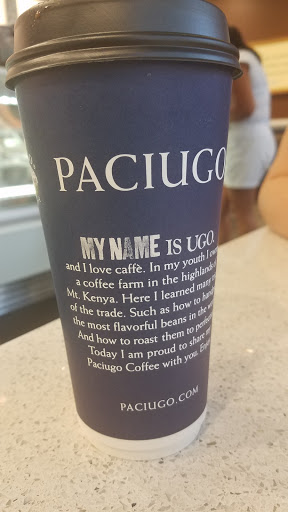 PACIUGO
MY NAME IS UGO.
and I love caffè. In my youth I
a coffee farm in the highlands
Mt. Kenya. Here I learned many
of the trade. Such as how to
the most flavorful beans in the
And how to roast them to
Today I am proud to share
Paciugo Coffee with you.
PACIUGO.COM